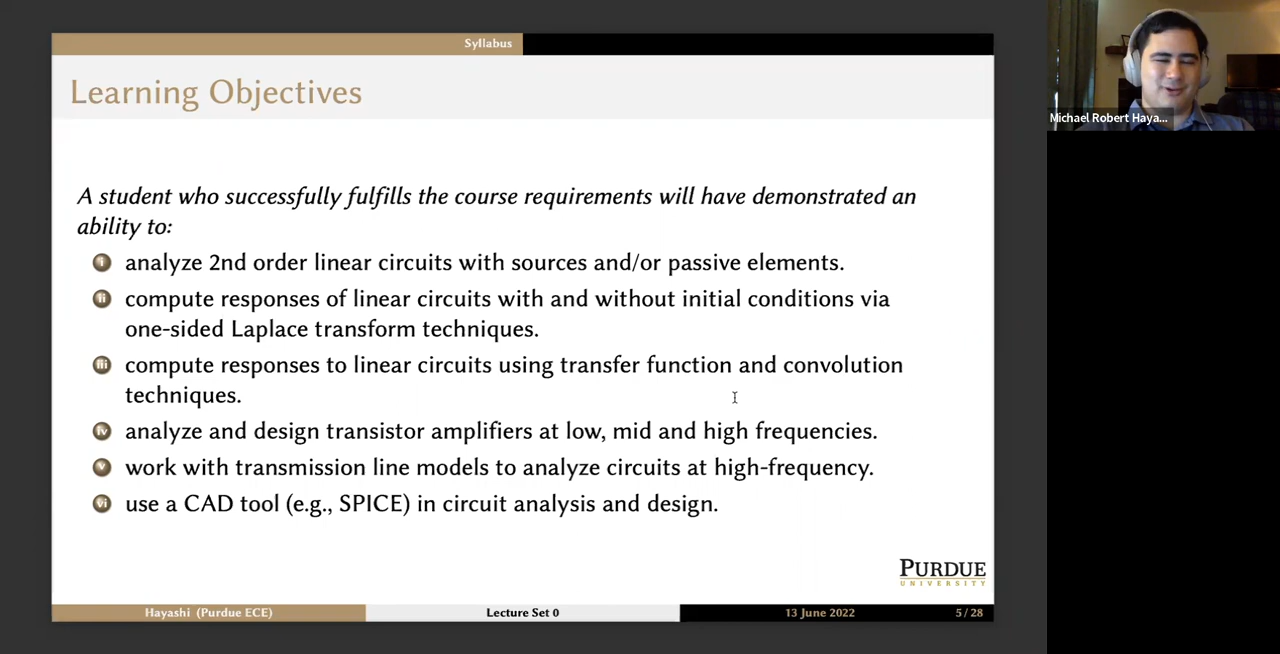 Syllabus
Learning Objectives
A student who successfully fulfills the course requirements will have demonstrated an
ability to:
i analyze 2nd order linear circuits with sources and/or passive elements.
ii compute responses of linear circuits with and without initial conditions via
one-sided Laplace transform techniques.
iii compute responses to linear circuits using transfer function and convolution
techniques.
iv analyze and design transistor amplifiers at low, mid and high frequencies.
v work with transmission line models to analyze circuits at high-frequency.
vi use a CAD tool (e.g., SPICE) in circuit analysis and design.
PURDUE
UNIVERSITY
Hayashi (Purdue ECE) Lecture Set 0 13 June 2022 5 / 28
Michael Robert Haya...